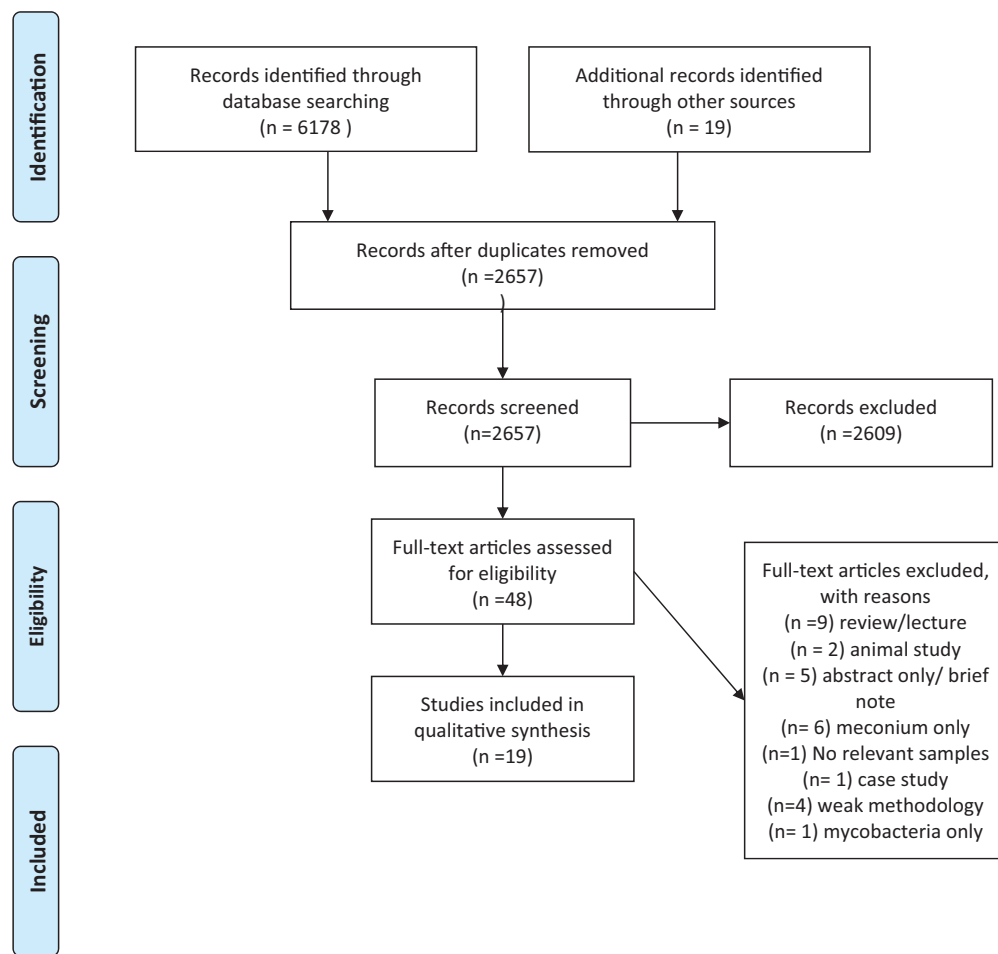 Identification
Records identified through
database searching
(n = 6178 )
Additional records identified
through other sources
(n = 19)
Records after duplicates removed
(n =2657
)
Screening
Records screened
(n=2657)
Records excluded
(n =2609)
Eligibility
Full-text articles assessed
for eligibility
(n =48)
Full-text articles excluded,
with reasons
(n =9) review/lecture
(n = 2) animal study
(n = 5) abstract only/ brief
note
(n= 6) meconium only
(n=1) No relevant samples
(n= 1) case study
(n=4) weak methodology
(n= 1) mycobacteria only
Studies included in
qualitative synthesis
(n =19)
Included